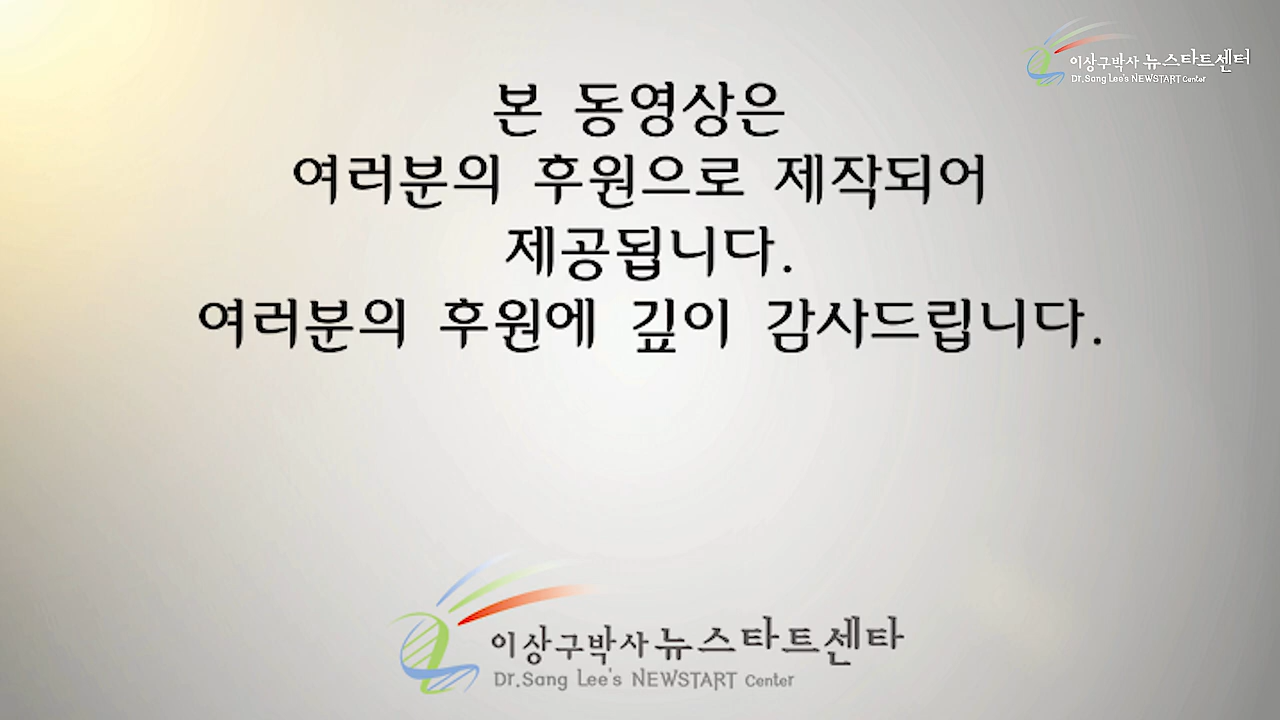 이상구박사 뉴스타트센터
Dr.Sang Lee's NEWSTART Center
본 동영상은
여러분의 후원으로 제작되어
제공됩니다.
여러분의 후원에 깊이 감사드립니다.
이상구박사 뉴스타트센타
Dr.Sang Lee's NEWSTART Center